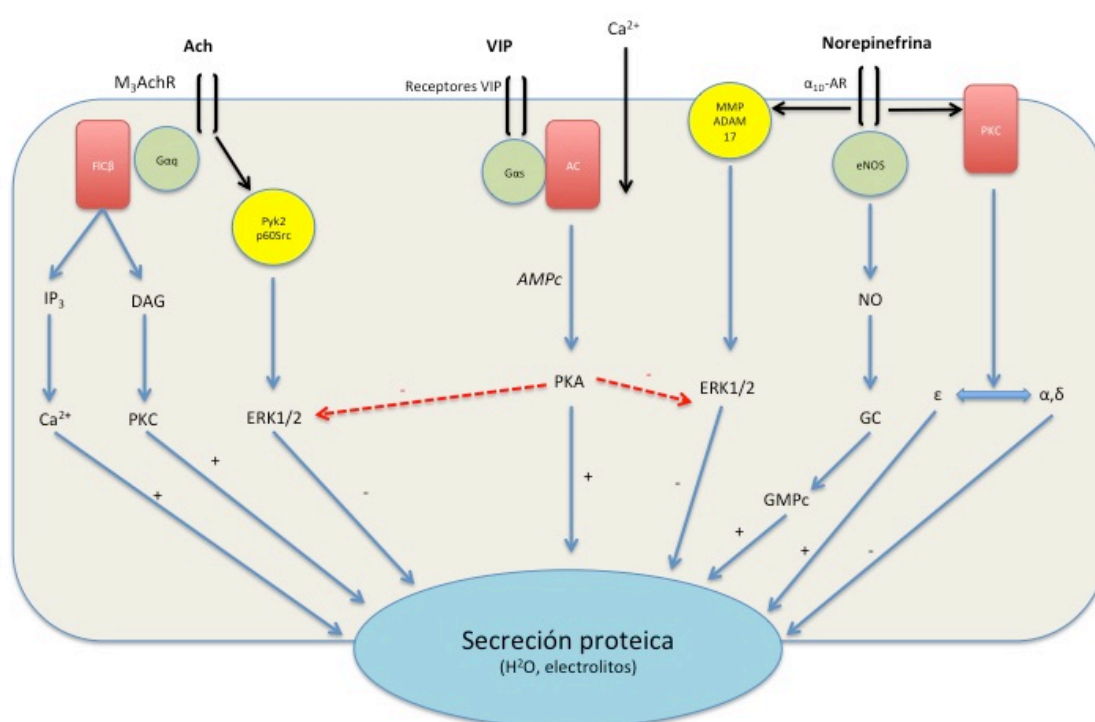 Ach
VIP
Ca²⁺
Norepinefrina
M₃AchR
Receptores VIP
α₁D-AR
FlCβ
Gαq
Pyk2
p60Src
Gαs
AC
MMP
ADAM
17
eNOS
PKC
IP₃
DAG
AMPc
NO
Ca²⁺
PKC
ERK1/2
-
PKA
-
ERK1/2
GC
ε
α,δ
+
+
-
+
-
GMPc
+
+
-
Secreción proteica
(H²O, electrolitos)